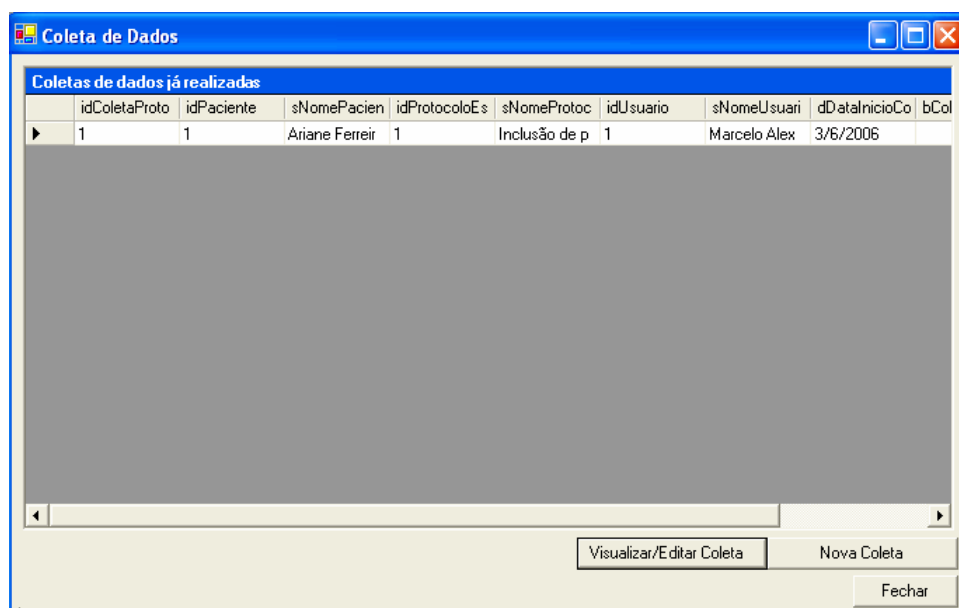 Coleta de Dados
Coletas de dados já realizadas
idColetaProto idPaciente sNomePacien idProtocoloEs sNomeProtoc idUsuario sNomeUsuari dDataInicioCo bCol
1 1 Ariane Ferreir 1 Inclusão de p 1 Marcelo Alex 3/6/2006
Visualizar/Editar Coleta Nova Coleta
Fechar